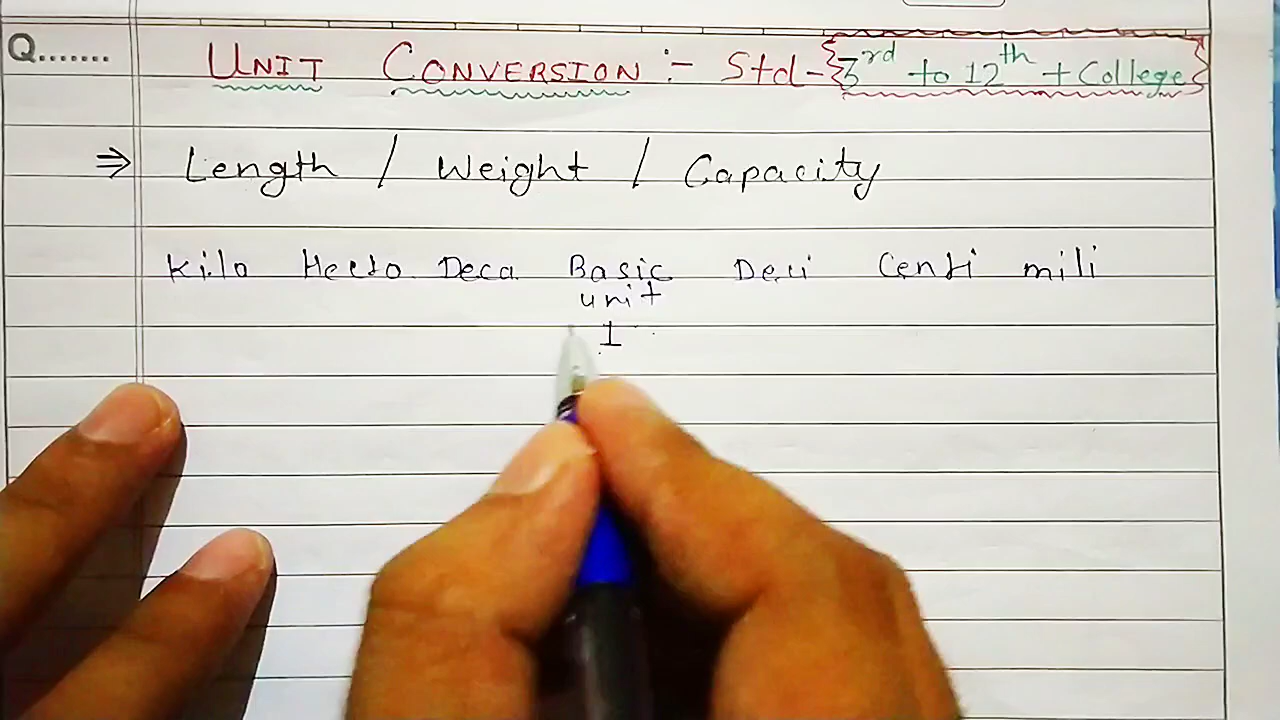 Q.......
UNIT CONVERSION :- Std-{3rd to 12th + College}
⇒ Length / Weight / Capacity
Kilo Hecto Deca Basic Deci Centi mili
unit
1